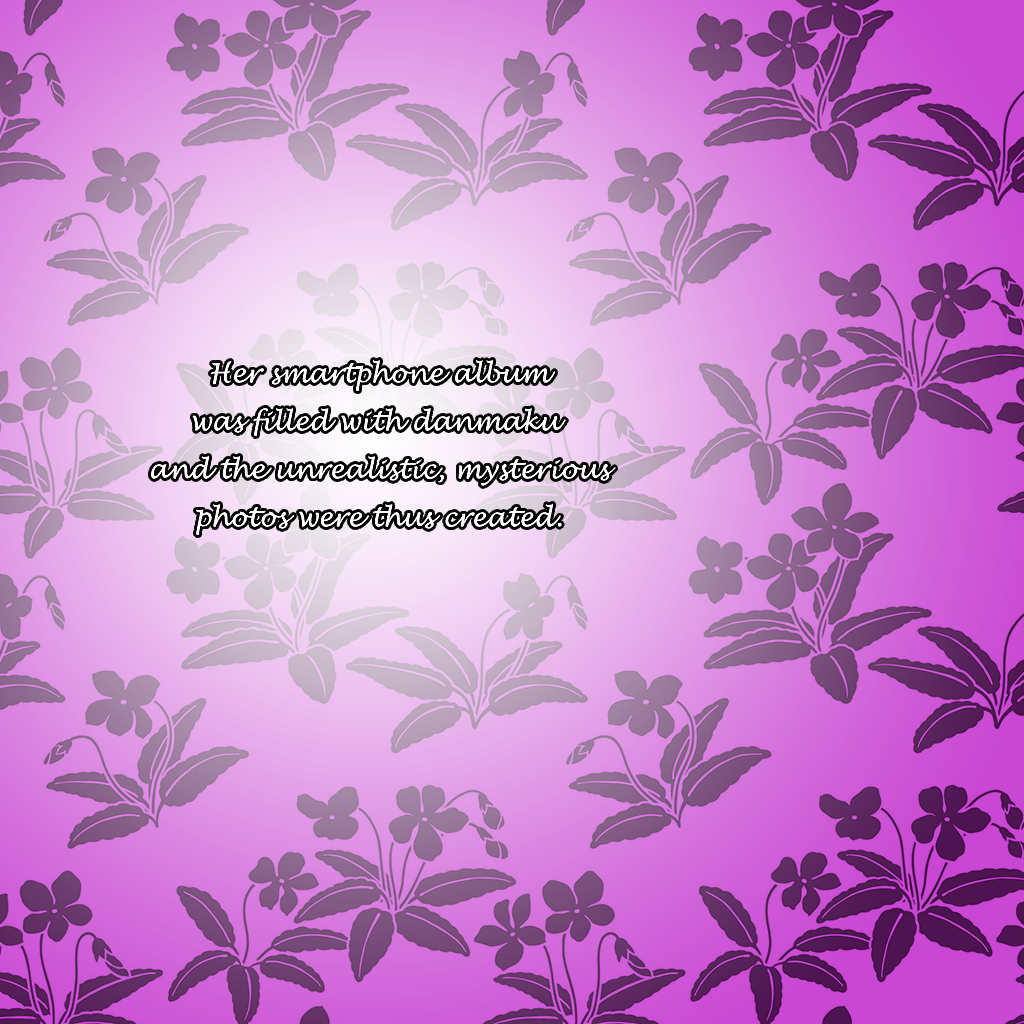 Her smartphone album
was filled with danmaku
and the unrealistic, mysterious
photos were thus created.